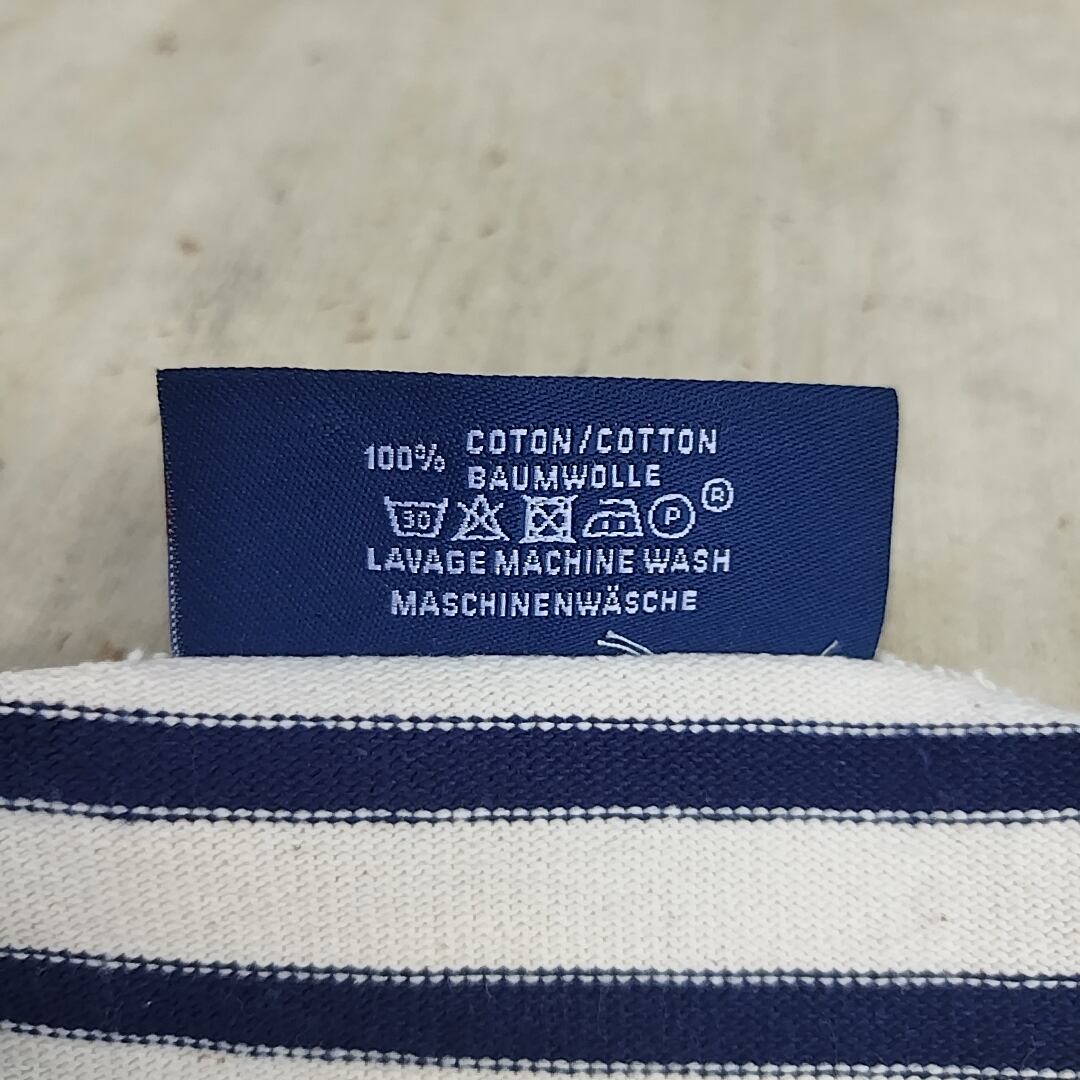 100% COTON/COTTON
BAUMWOLLE
30 P ®
LAVAGE MACHINE WASH
MASCHINENWÄSCHE